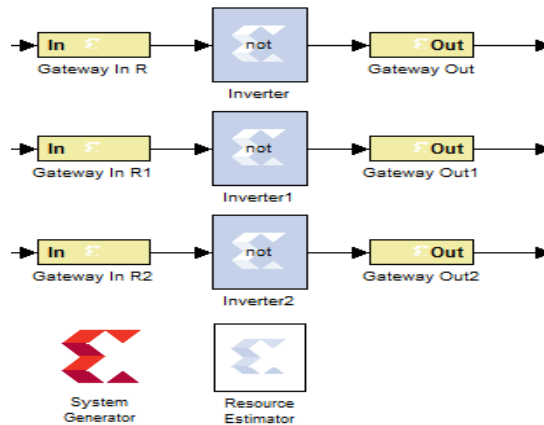 In not Out
Gateway In R Inverter Gateway Out
In not Out
Gateway In R1 Inverter1 Gateway Out1
In not Out
Gateway In R2 Inverter2 Gateway Out2
System Resource
Generator Estimator